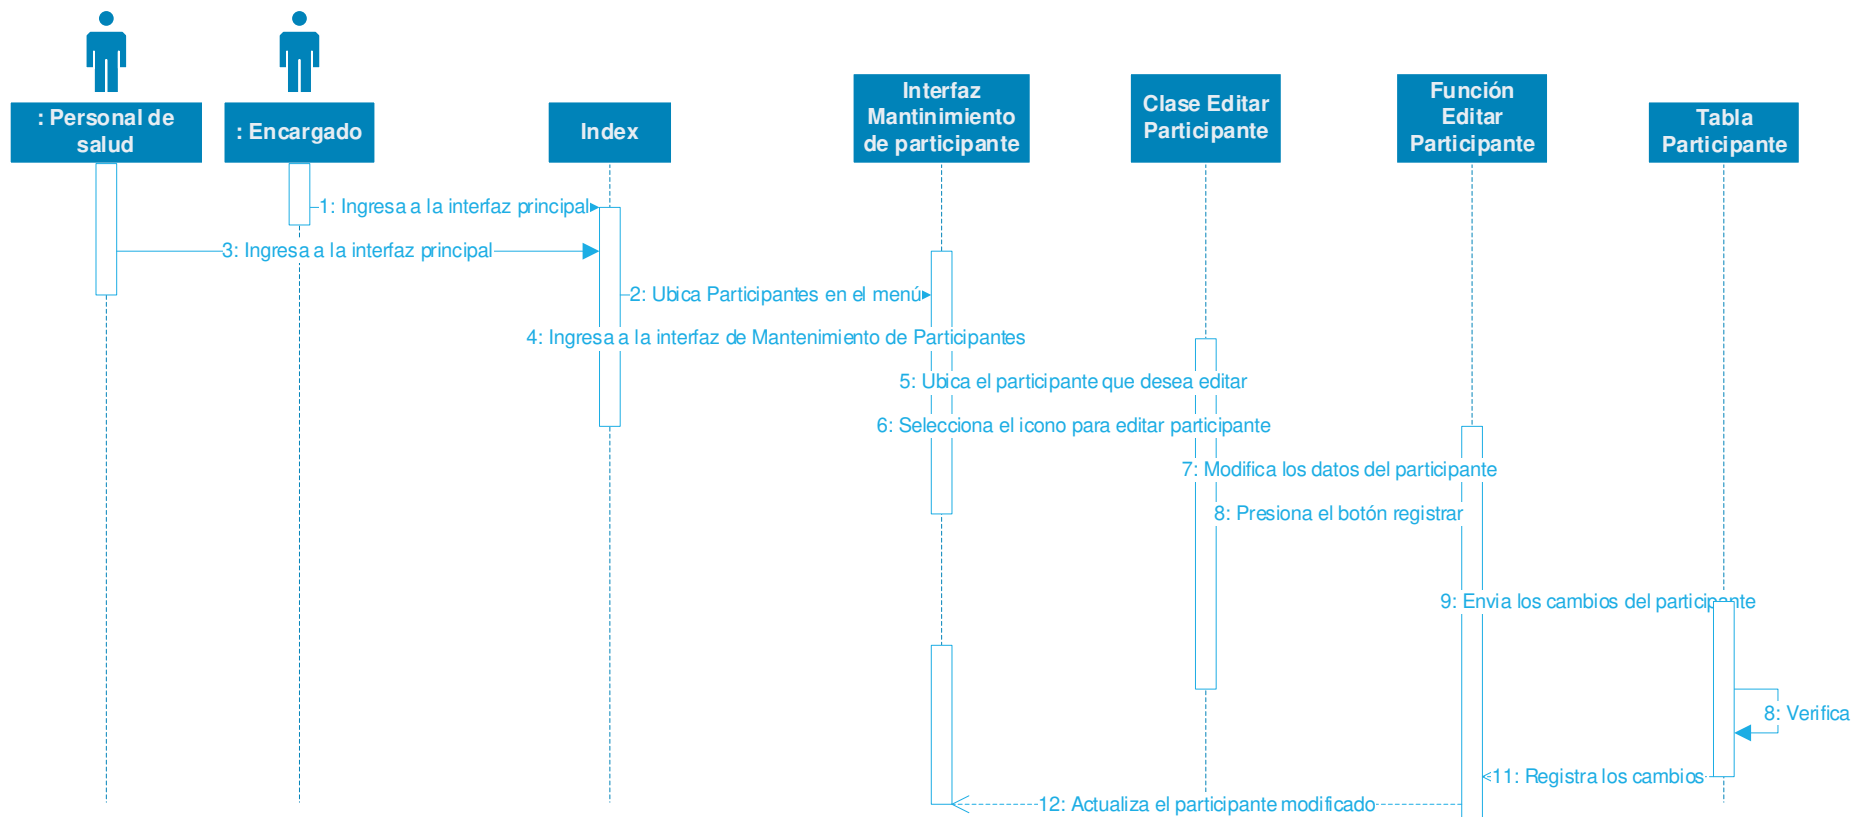 : Personal de
salud
: Encargado
Index
Interfaz
Mantinimiento
de participante
Clase Editar
Participante
Función
Editar
Participante
Tabla
Participante
1: Ingresa a la interfaz principal
3: Ingresa a la interfaz principal
2: Ubica Participantes en el menú
4: Ingresa a la interfaz de Mantenimiento de Participantes
5: Ubica el participante que desea editar
6: Selecciona el icono para editar participante
7: Modifica los datos del participante
8: Presiona el botón registrar
9: Envia los cambios del participante
8: Verifica
11: Registra los cambios
12: Actualiza el participante modificado